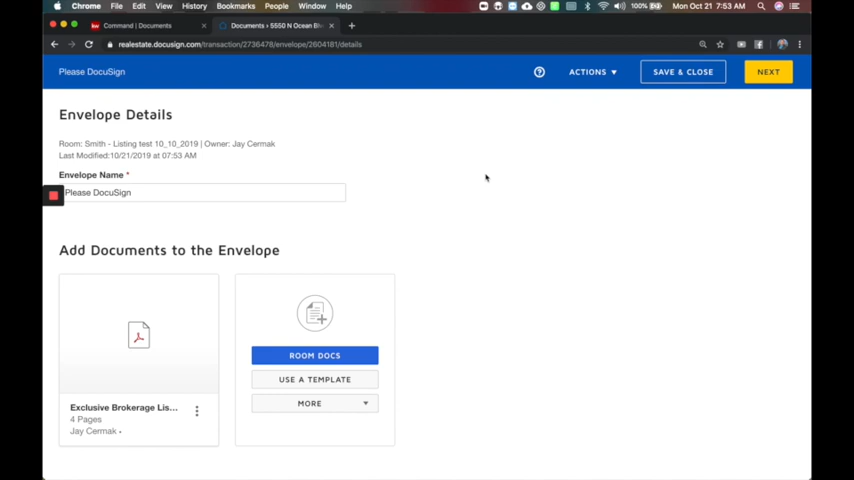 Chrome File Edit View History Bookmarks People Window Help 100% Mon Oct 21 7:53 AM
kw Command | Documents × Documents • 5550 N Ocean Bl × +
realestate.docusign.com/transaction/2736478/envelope/2604181/details
Please DocuSign ? ACTIONS SAVE & CLOSE NEXT
Envelope Details
Room: Smith - Listing test 10_10_2019 | Owner: Jay Cermak
Last Modified:10/21/2019 at 07:53 AM
Envelope Name *
Please DocuSign
Add Documents to the Envelope
ROOM DOCS
USE A TEMPLATE
MORE
Exclusive Brokerage Lis...
4 Pages
Jay Cermak •